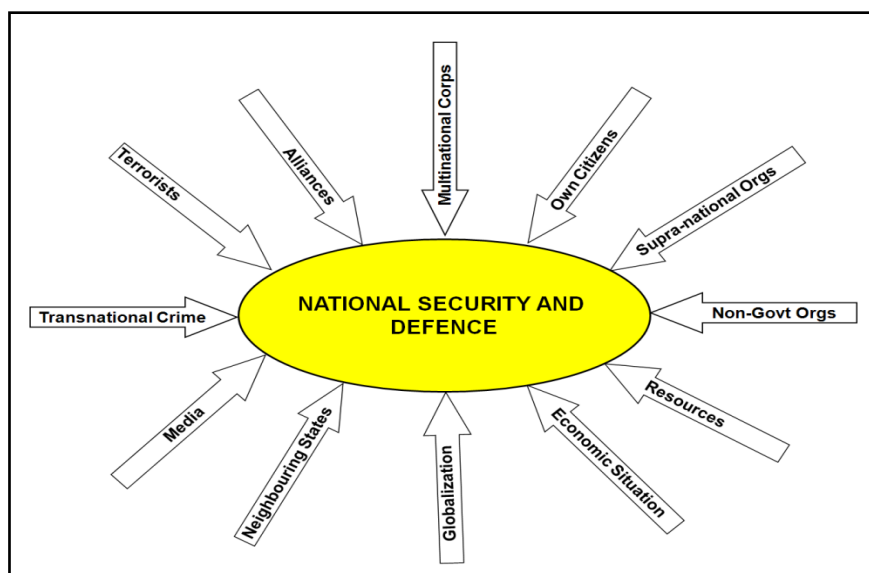 Multinational Corps
Alliances
Own Citizens
Terrorists
Supra-national Orgs
NATIONAL SECURITY AND
DEFENCE
Transnational Crime
Non-Govt Orgs
Media
Resources
Neighbouring States
Globalization
Economic Situation